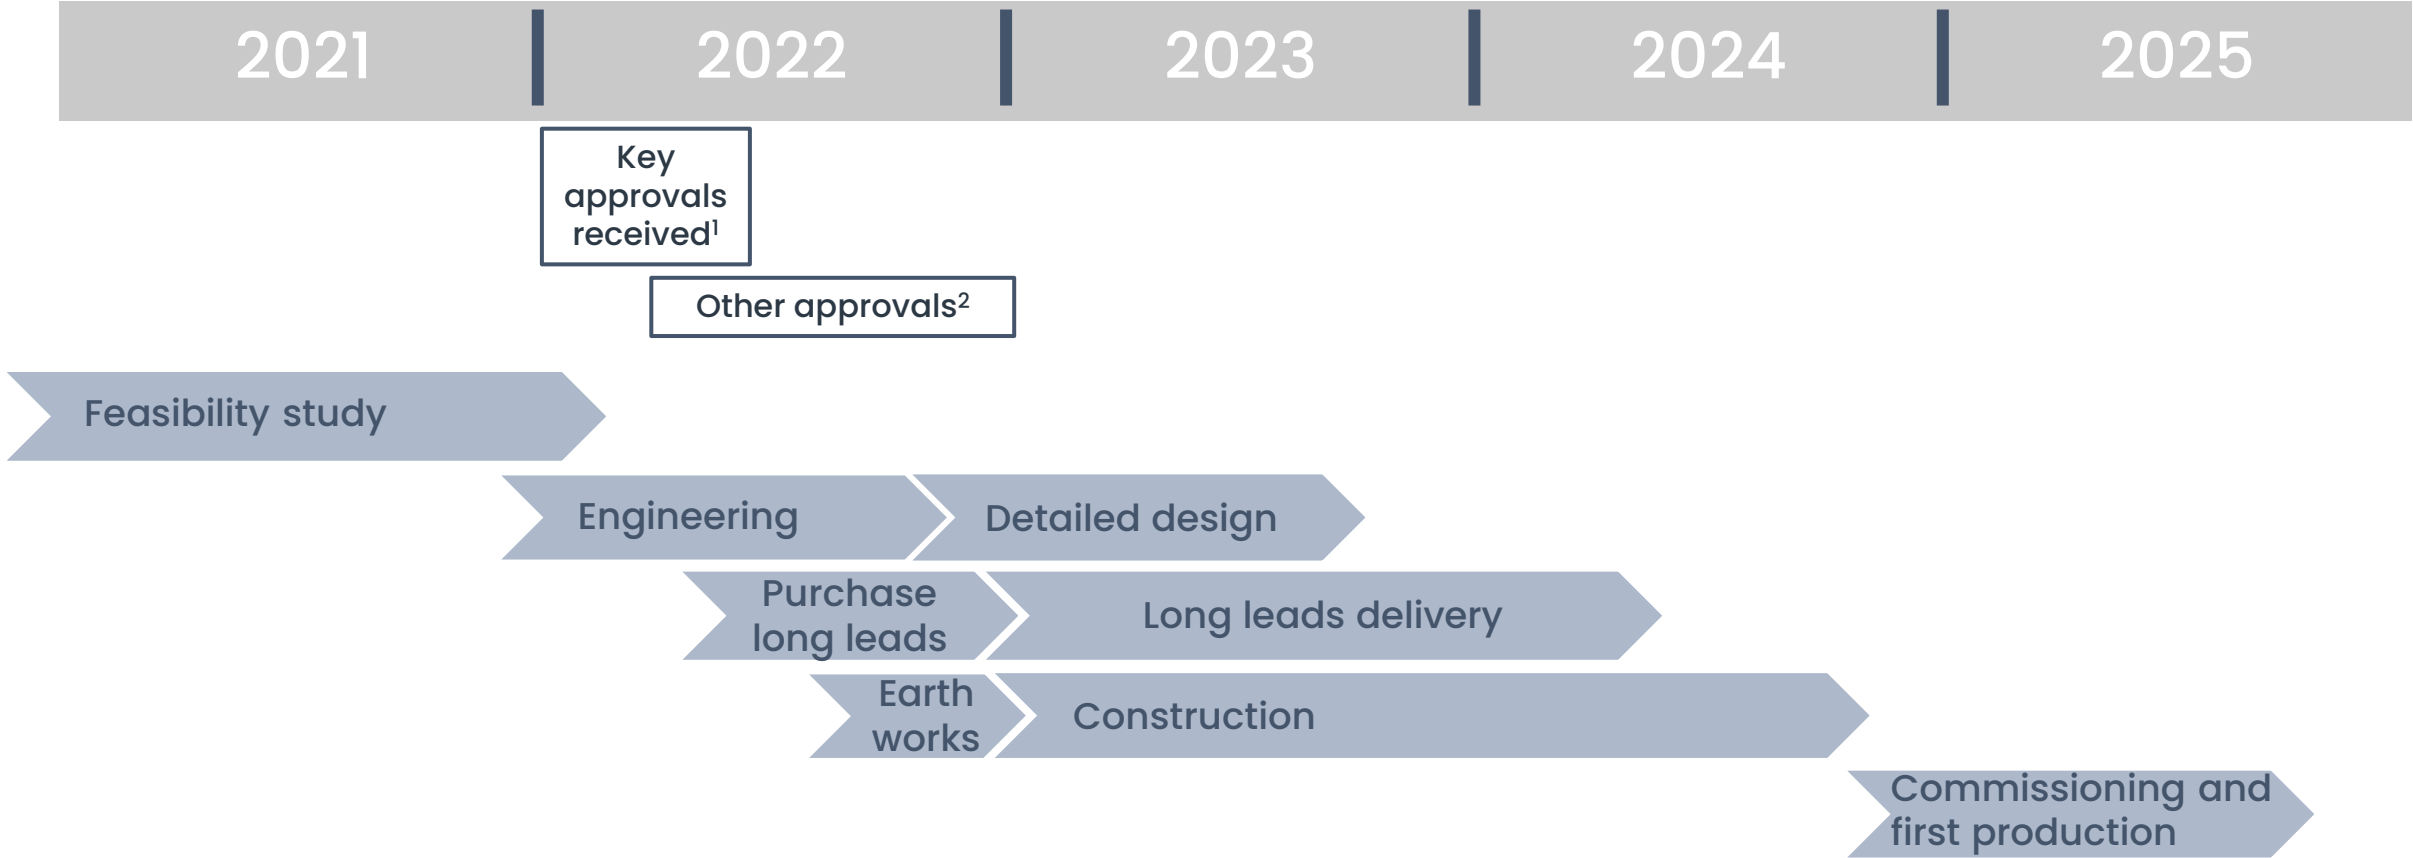 2021 2022 2023 2024 2025
Key
approvals
received¹
Other approvals²
Feasibility study
Engineering
Detailed design
Purchase
long leads
Long leads delivery
Earth
works
Construction
Commissioning and
first production